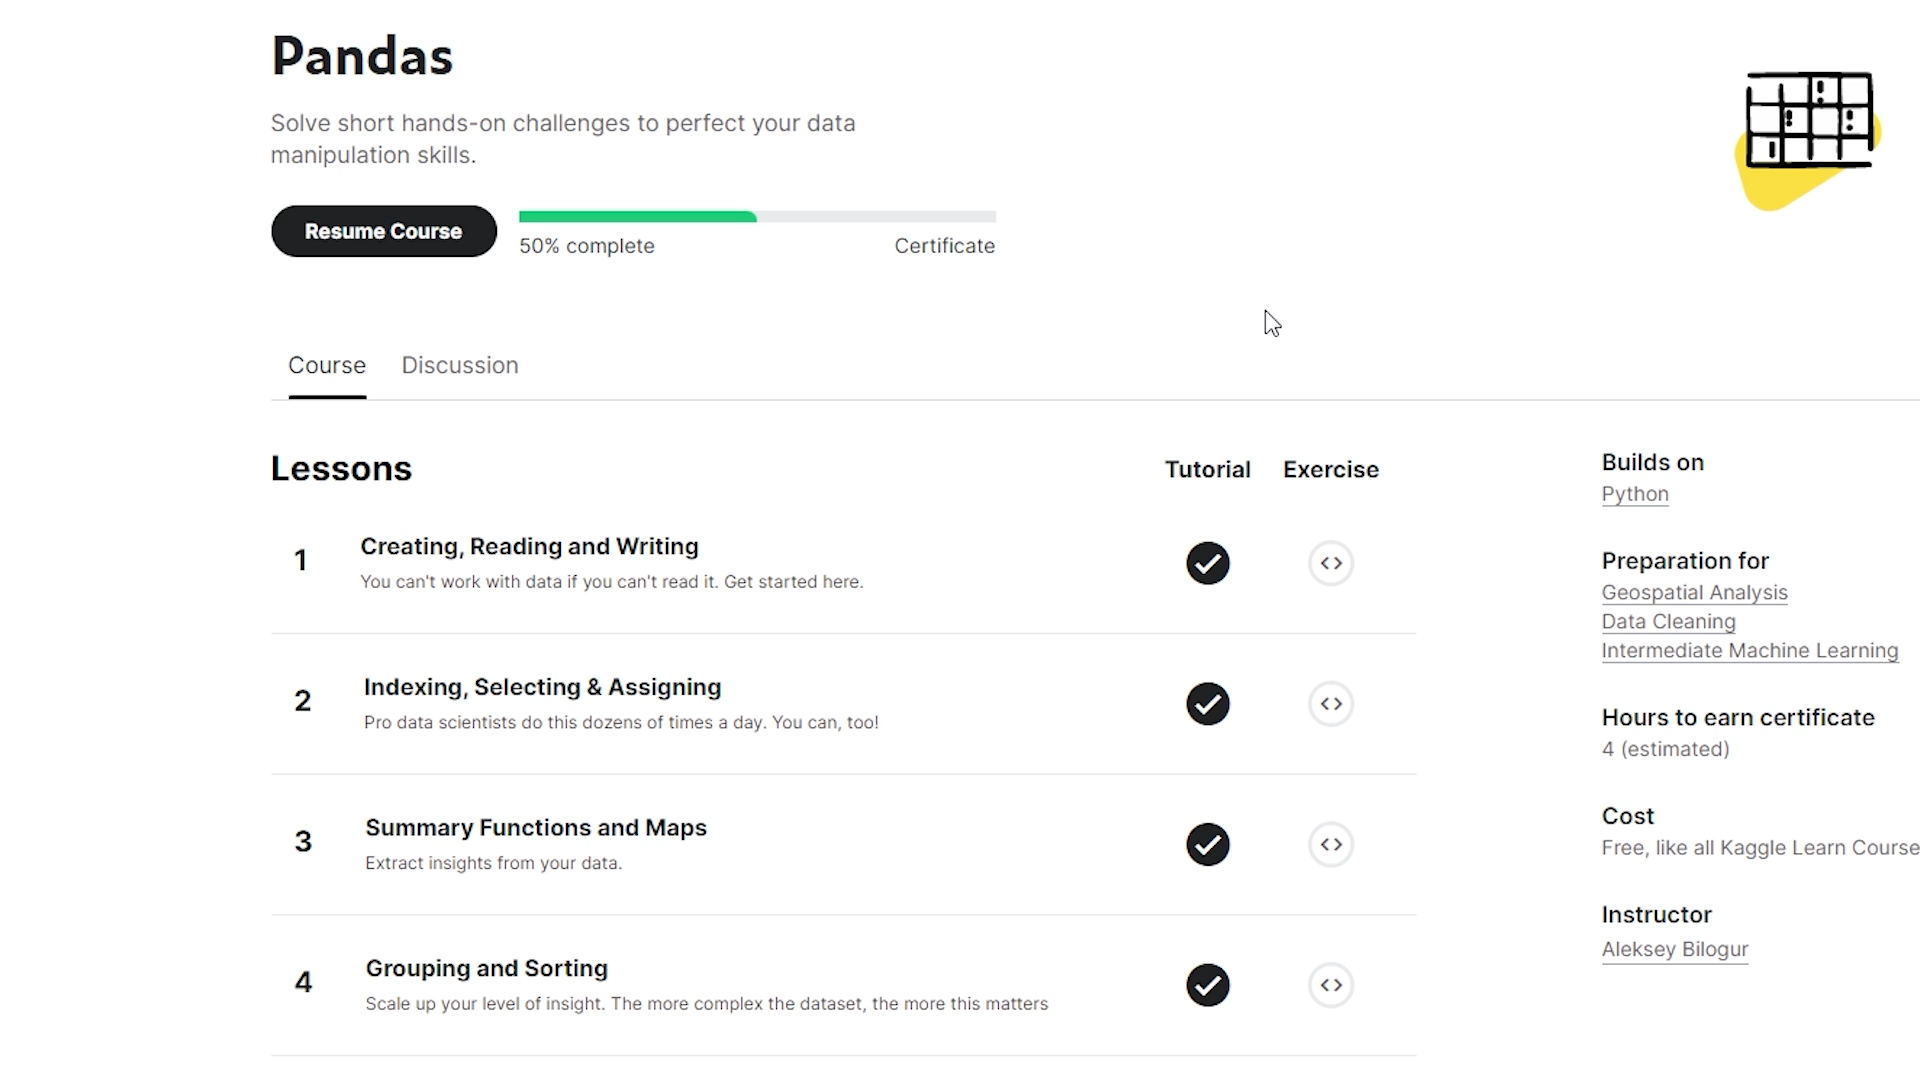 Pandas
Solve short hands-on challenges to perfect your data
manipulation skills.
Resume Course
50% complete
Certificate
Course
Discussion
Lessons
Tutorial
Exercise
1
Creating, Reading and Writing
You can't work with data if you can't read it. Get started here.
2
Indexing, Selecting & Assigning
Pro data scientists do this dozens of times a day. You can, too!
3
Summary Functions and Maps
Extract insights from your data.
4
Grouping and Sorting
Scale up your level of insight. The more complex the dataset, the more this matters
Builds on
Python
Preparation for
Geospatial Analysis
Data Cleaning
Intermediate Machine Learning
Hours to earn certificate
4 (estimated)
Cost
Free, like all Kaggle Learn Course
Instructor
Aleksey Bilogur